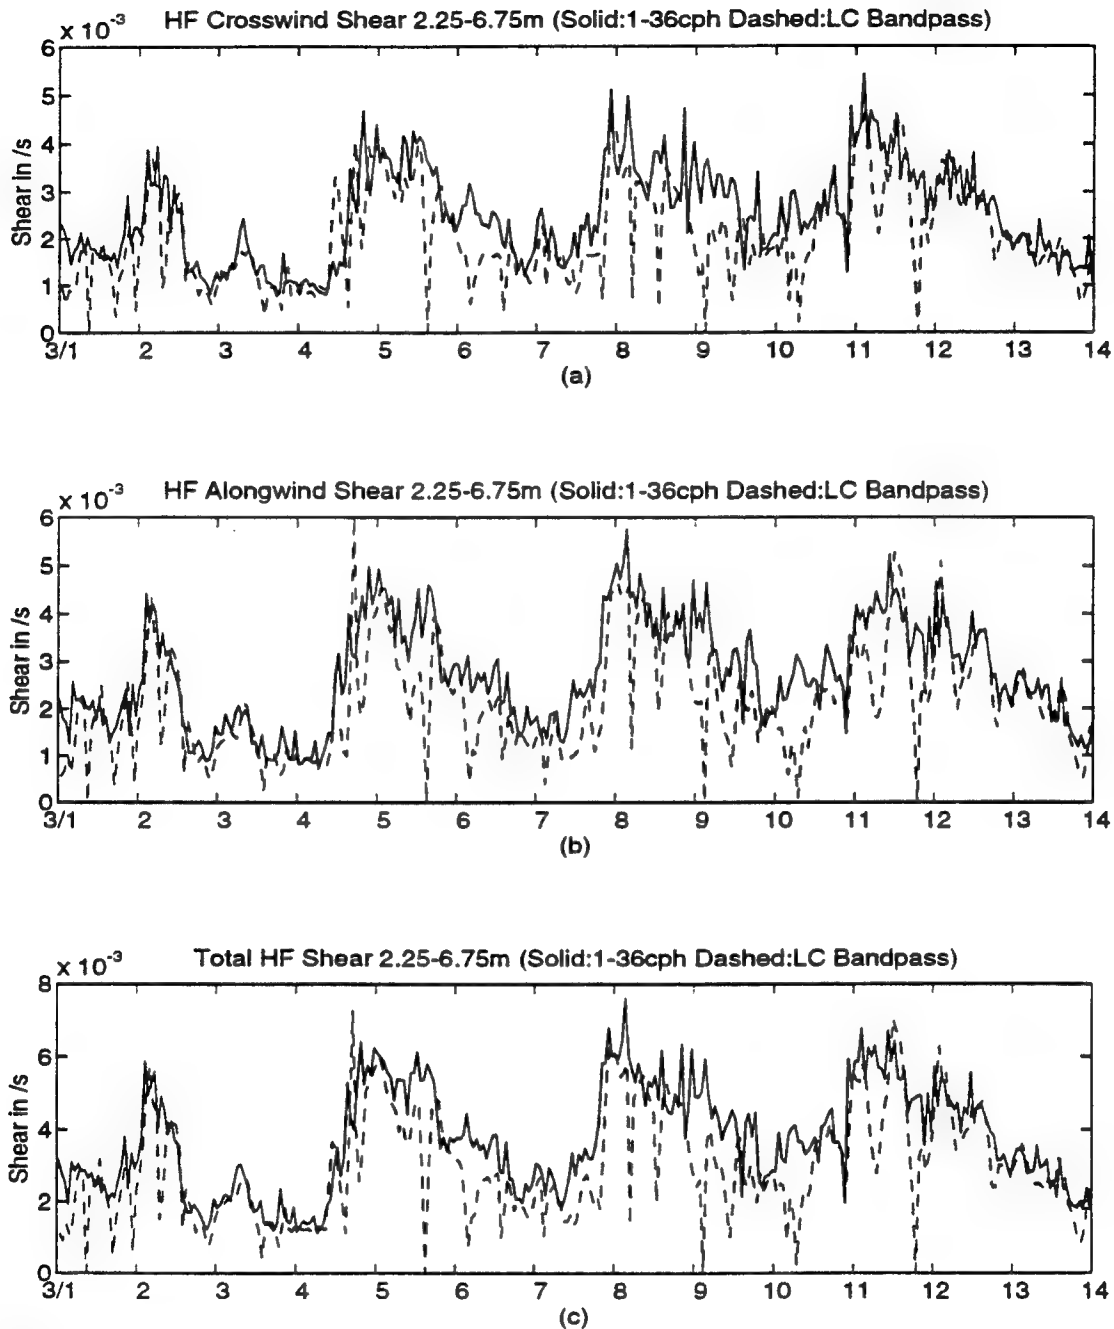 HF Crosswind Shear 2.25-6.75m (Solid:1-36cph Dashed:LC Bandpass)
x 10-3
6
5
4
3
2
1
0
Shear in /s
3/1 2 3 4 5 6 7 8 9 10 11 12 13 14
(a)
HF Alongwind Shear 2.25-6.75m (Solid:1-36cph Dashed:LC Bandpass)
x 10-3
6
5
4
3
2
1
0
Shear in /s
3/1 2 3 4 5 6 7 8 9 10 11 12 13 14
(b)
Total HF Shear 2.25-6.75m (Solid:1-36cph Dashed:LC Bandpass)
x 10-3
8
6
4
2
0
Shear in /s
3/1 2 3 4 5 6 7 8 9 10 11 12 13 14
(c)